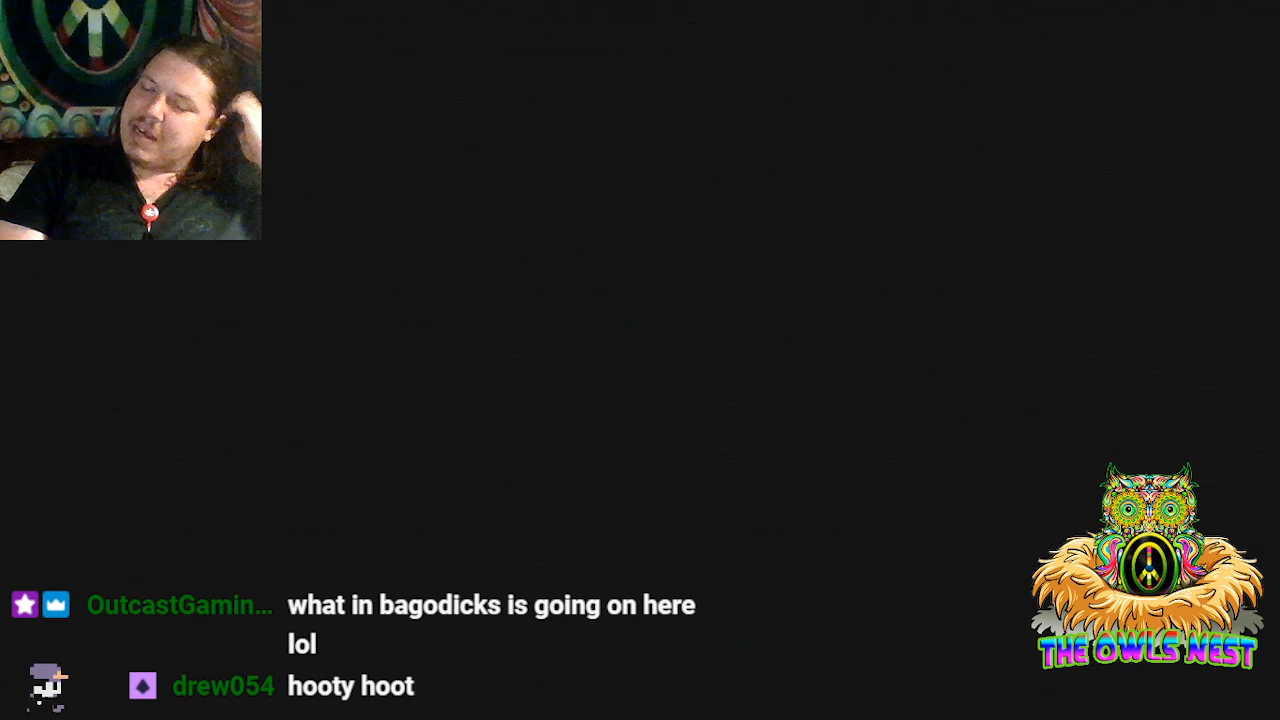 OutcastGamin... what in bagodicks is going on here
lol
drew054 hooty hoot
THE OWLS NEST